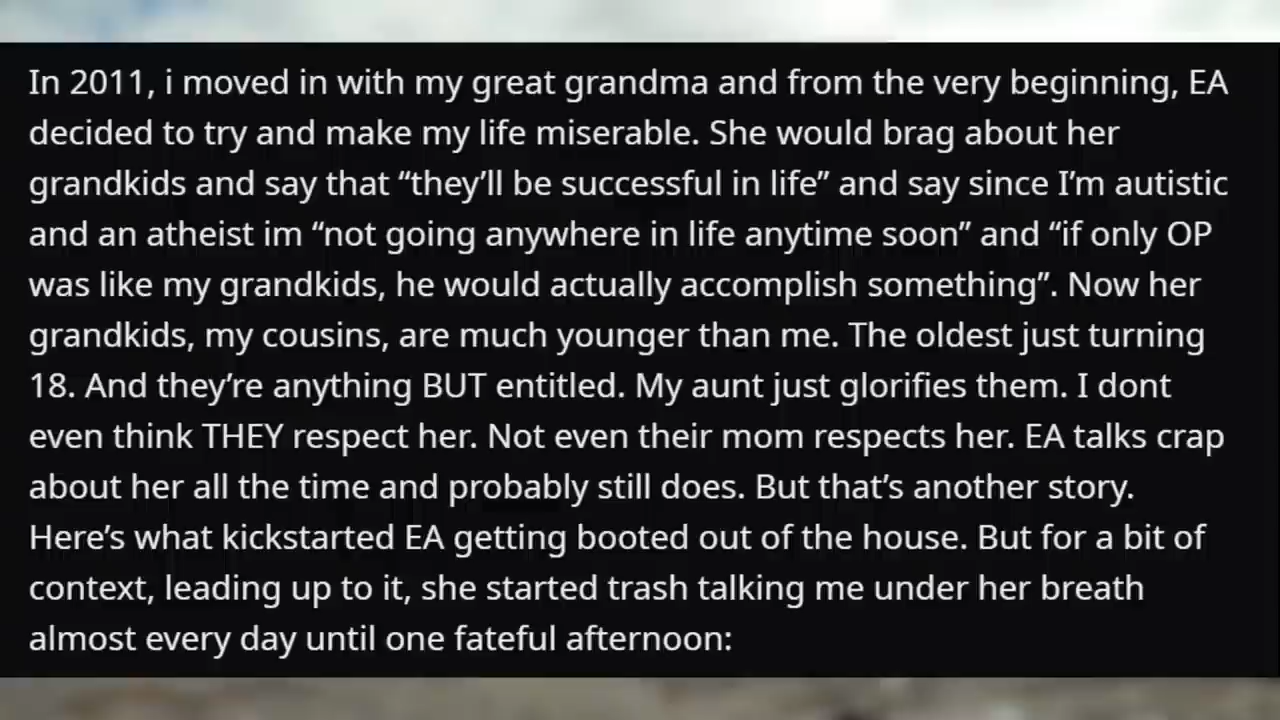 In 2011, i moved in with my great grandma and from the very beginning, EA
decided to try and make my life miserable. She would brag about her
grandkids and say that “they’ll be successful in life” and say since I’m autistic
and an atheist im “not going anywhere in life anytime soon” and “if only OP
was like my grandkids, he would actually accomplish something”. Now her
grandkids, my cousins, are much younger than me. The oldest just turning
18. And they’re anything BUT entitled. My aunt just glorifies them. I dont
even think THEY respect her. Not even their mom respects her. EA talks crap
about her all the time and probably still does. But that’s another story.
Here’s what kickstarted EA getting booted out of the house. But for a bit of
context, leading up to it, she started trash talking me under her breath
almost every day until one fateful afternoon: